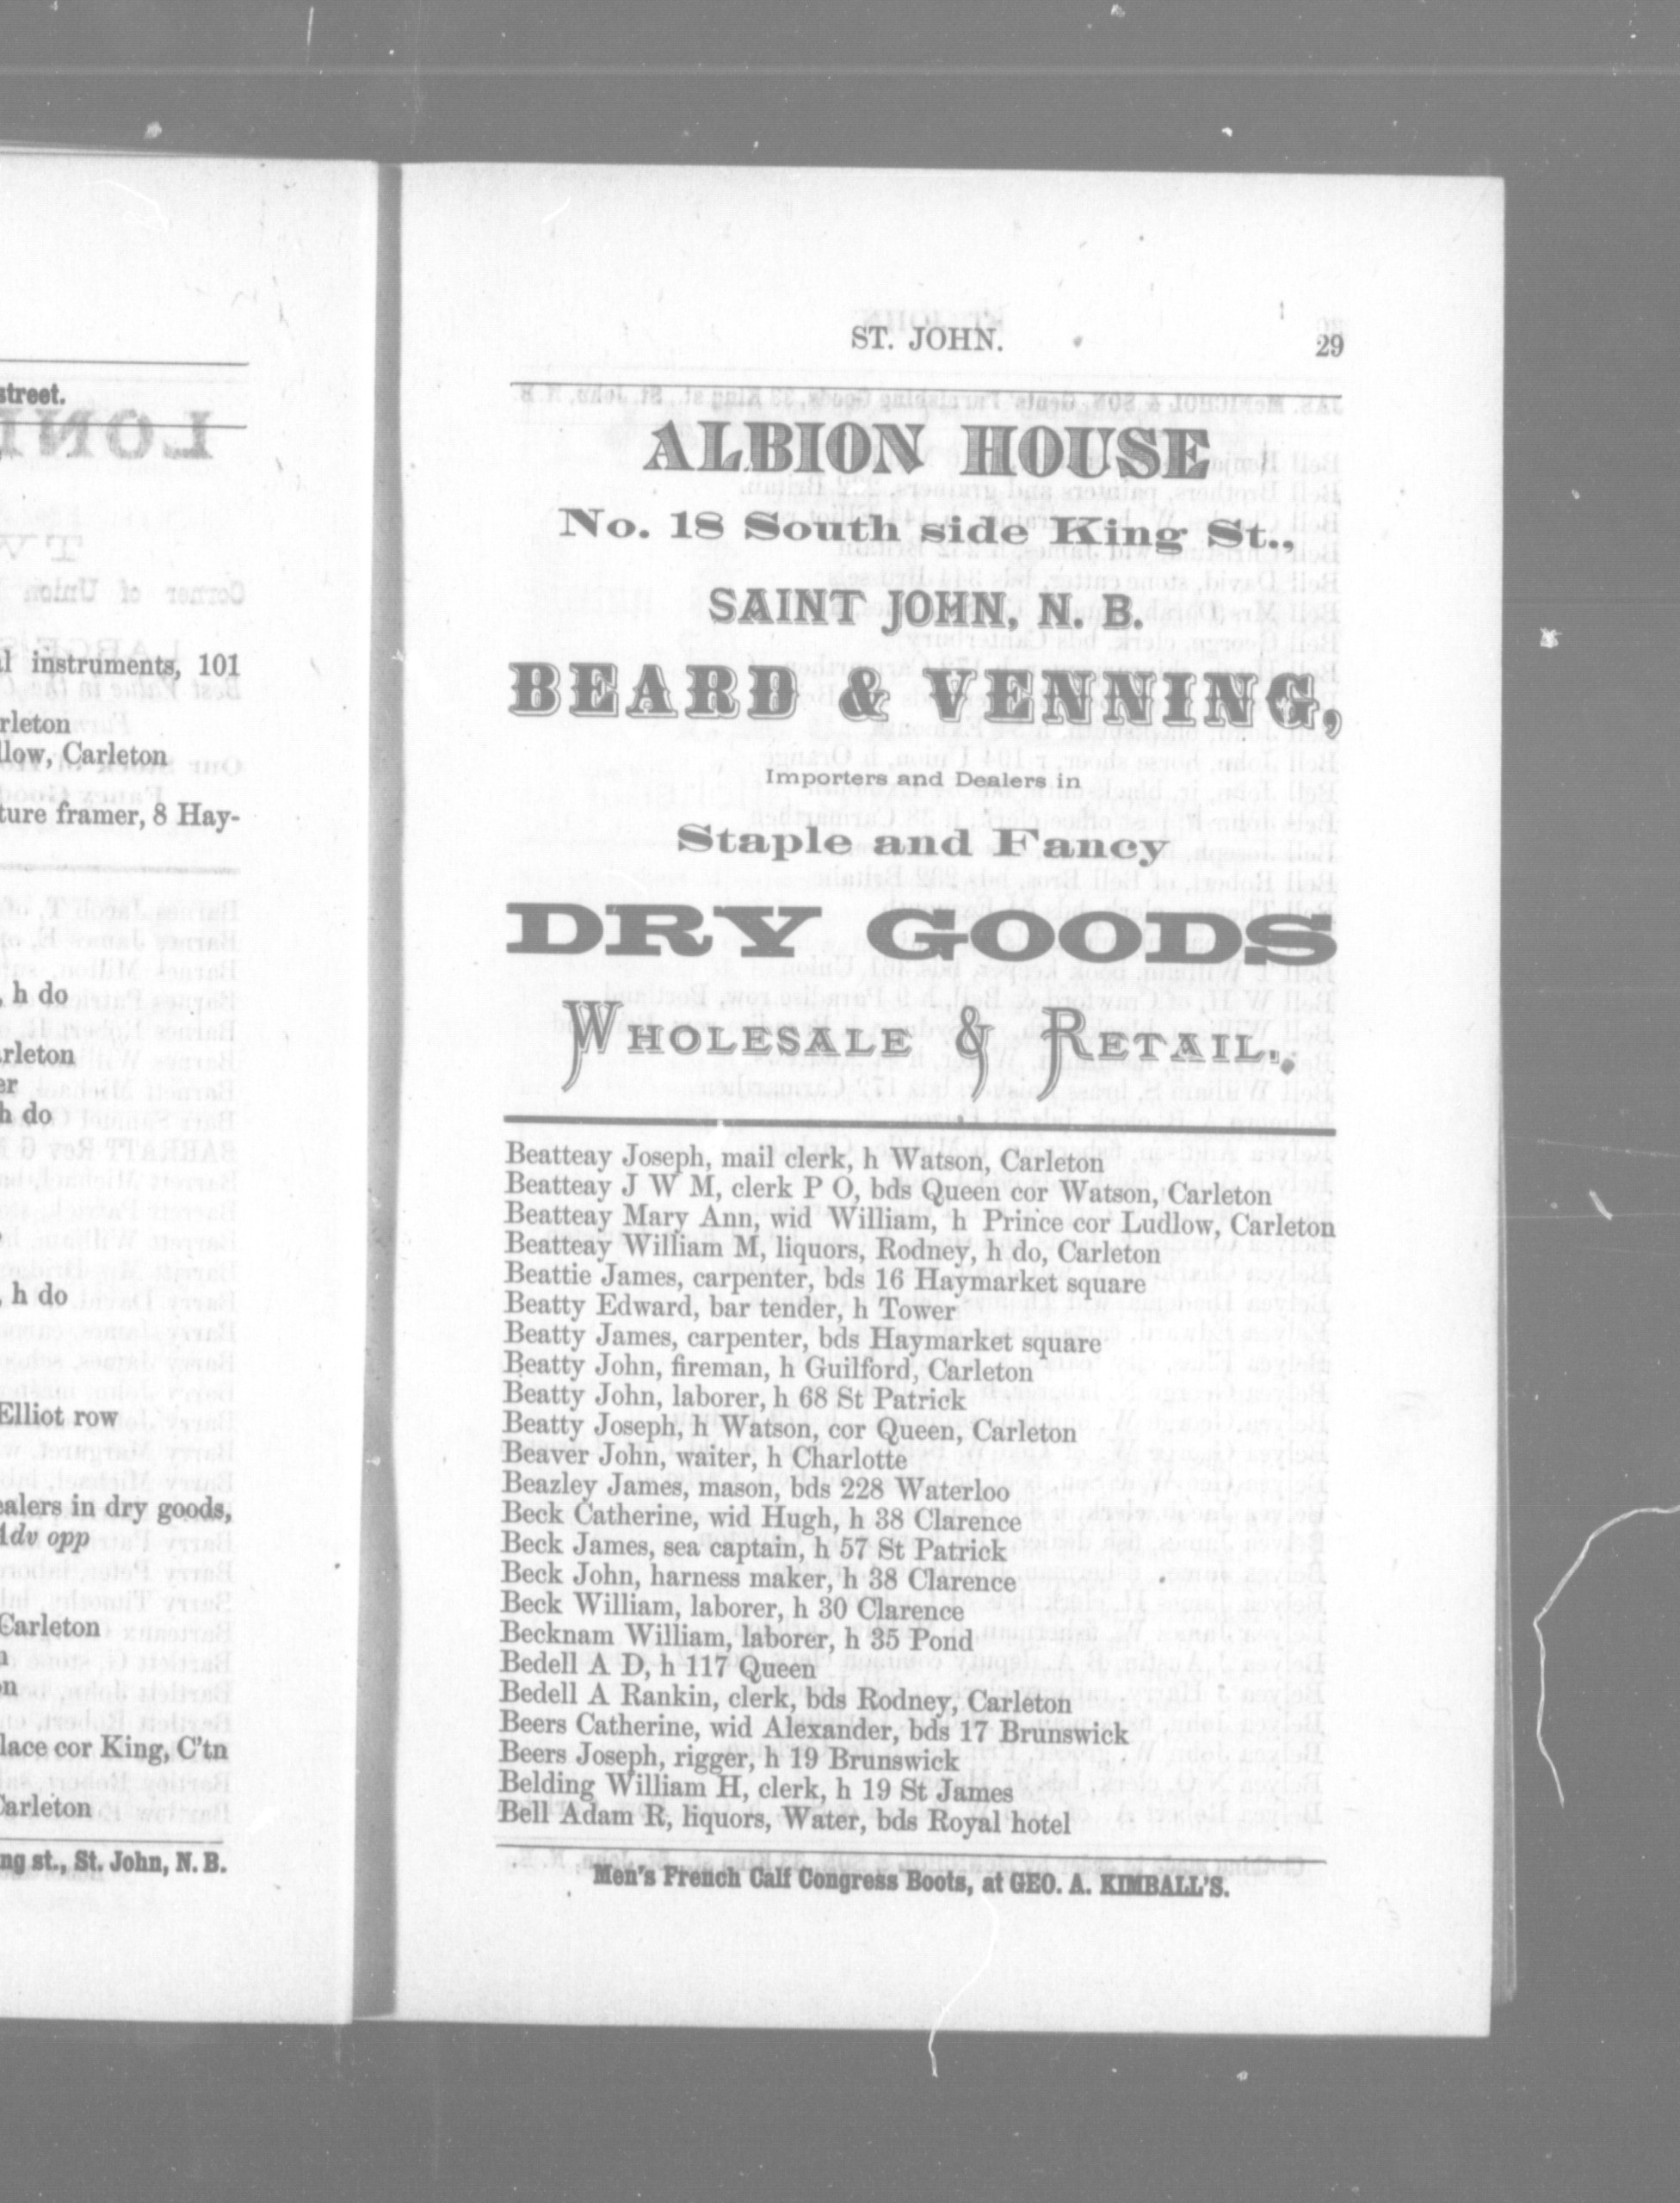 street.
instruments, 101
Carleton
ture framer, 8 Hay-
h do
h do
h do
Elliot row
dealers in dry goods,
Adv opp
Carleton
lace cor King, C'tn
Carleton
st., St. John, N. B.
ST. JOHN. 29
ALBION HOUSE
No. 18 South side King St.,
SAINT JOHN, N. B.
BEARD & VENNING,
Importers and Dealers in
Staple and Fancy
DRY GOODS
WHOLESALE & RETAIL.
Beatteay Joseph, mail clerk, h Watson, Carleton
Beatteay J W M, clerk P O, bds Queen cor Watson, Carleton
Beatteay Mary Ann, wid William, h Prince cor Ludlow, Carleton
Beatteay William M, liquors, Rodney, h do, Carleton
Beattie James, carpenter, bds 16 Haymarket square
Beatty Edward, bar tender, h Tower
Beatty James, carpenter, bds Haymarket square
Beatty John, fireman, h Guilford, Carleton
Beatty John, laborer, h 68 St Patrick
Beatty Joseph, h Watson, cor Queen, Carleton
Beaver John, waiter, h Charlotte
Beazley James, mason, bds 228 Waterloo
Beck Catherine, wid Hugh, h 38 Clarence
Beck James, sea captain, h 57 St Patrick
Beck John, harness maker, h 38 Clarence
Beck William, laborer, h 30 Clarence
Becknam William, laborer, h 35 Pond
Bedell A D, h 117 Queen
Bedell A Rankin, clerk, bds Rodney, Carleton
Beers Catherine, wid Alexander, bds 17 Brunswick
Beers Joseph, rigger, h 19 Brunswick
Belding William H, clerk, h 19 St James
Bell Adam R, liquors, Water, bds Royal hotel
Men's French Calf Congress Boots, at GEO. A. KIMBALL'S.